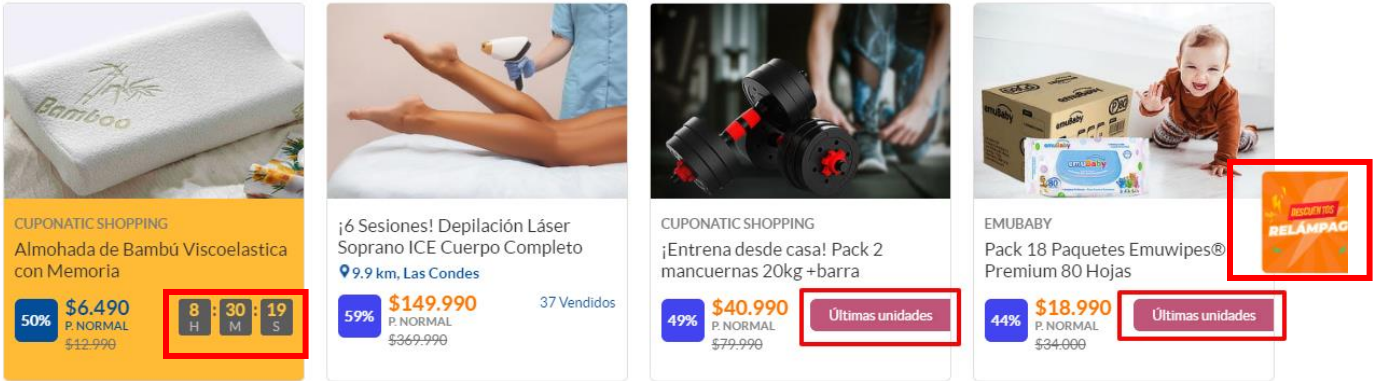 Bamboo
CUPONATIC SHOPPING
Almohada de Bambú Viscoelastica
con Memoria
50%
$6.490
P. NORMAL
$12.990
8 : 30 : 19
H M S
¡6 Sesiones! Depilación Láser
Soprano ICE Cuerpo Completo
9.9 km, Las Condes
59%
$149.990
P. NORMAL
$369.990
37 Vendidos
CUPONATIC SHOPPING
¡Entrena desde casa! Pack 2
mancuernas 20kg +barra
49%
$40.990
P. NORMAL
$79.990
Últimas unidades
emuBaby
emuBaby
emuBaby
80
EMUBABY
Pack 18 Paquetes Emuwipes®
Premium 80 Hojas
44%
$18.990
P. NORMAL
$34.000
Últimas unidades
DESCUENTOS
RELÁMPAG